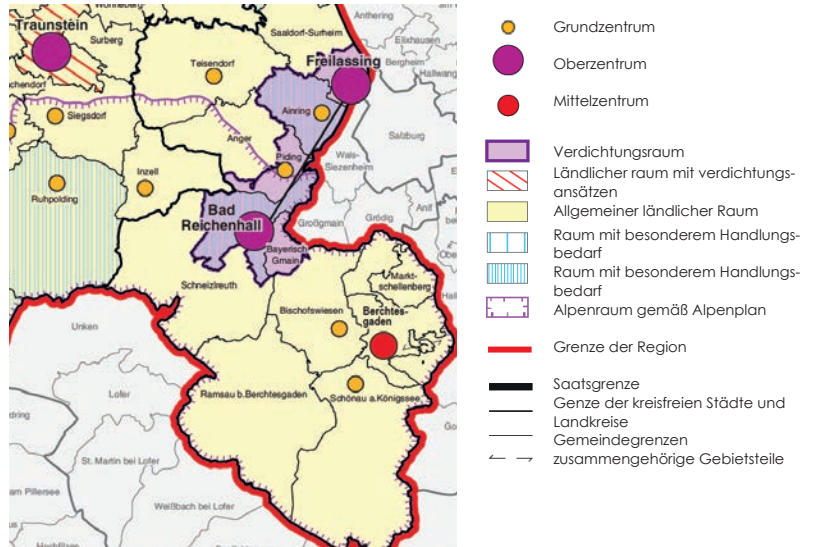 Wonneberg
Traunstein
Surberg
Saaldorf-Surheim
Anthering
Elixhausen
Bergheim
Hallwang
Teisendorf
Freilassing
Siegsdorf
Ainring
Anger
Salzburg
Piding
Wals-
Siezenheim
Inzell
Ruhpolding
Bad
Reichenhall
Großgmain
Grödig
Anif
Bayerisch
Gmain
Schneizlreuth
Markt-
schellenberg
Bischofswiesen
Berchtes-
gaden
Unken
Lofer
Ramsau b.Berchtesgaden
Schönau a.Königssee
St. Martin bei Lofer
am Pillersee
Weißbach bei Lofer
Grundzentrum
Oberzentrum
Mittelzentrum
Verdichtungsraum
Ländlicher raum mit verdichtungs-
ansätzen
Allgemeiner ländlicher Raum
Raum mit besonderem Handlungs-
bedarf
Raum mit besonderem Handlungs-
bedarf
Alpenraum gemäß Alpenplan
Grenze der Region
Saatsgrenze
Genze der kreisfreien Städte und
Landkreise
Gemeindegrenzen
zusammengehörige Gebietsteile